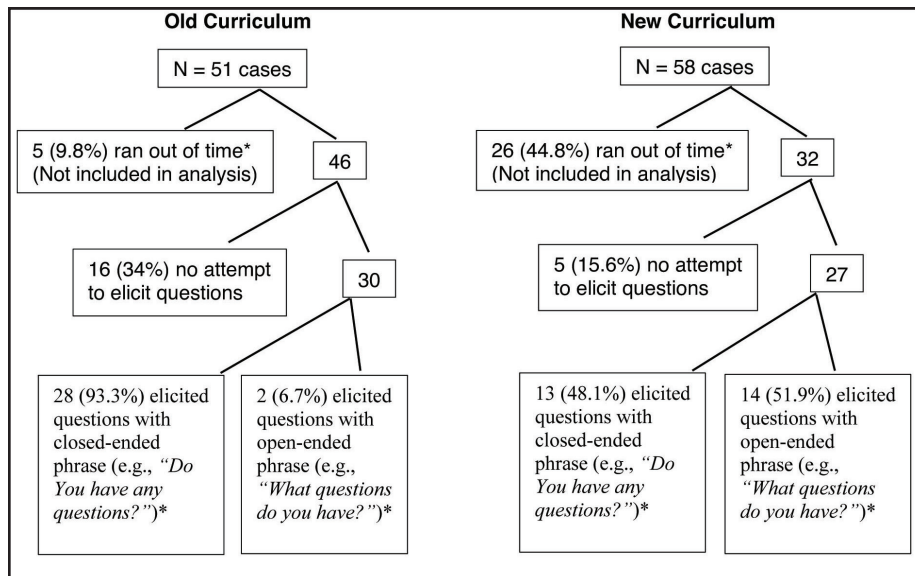 Old Curriculum
N = 51 cases
5 (9.8%) ran out of time*
(Not included in analysis)
46
16 (34%) no attempt
to elicit questions
30
28 (93.3%) elicited
questions with
closed-ended
phrase (e.g., “Do
You have any
questions?”)*
2 (6.7%) elicited
questions with
open-ended
phrase (e.g.,
“What questions
do you have?”)*
New Curriculum
N = 58 cases
26 (44.8%) ran out of time*
(Not included in analysis)
32
5 (15.6%) no attempt
to elicit questions
27
13 (48.1%) elicited
questions with
closed-ended
phrase (e.g., “Do
You have any
questions?”)*
14 (51.9%) elicited
questions with
open-ended
phrase (e.g.,
“What questions
do you have?”)*